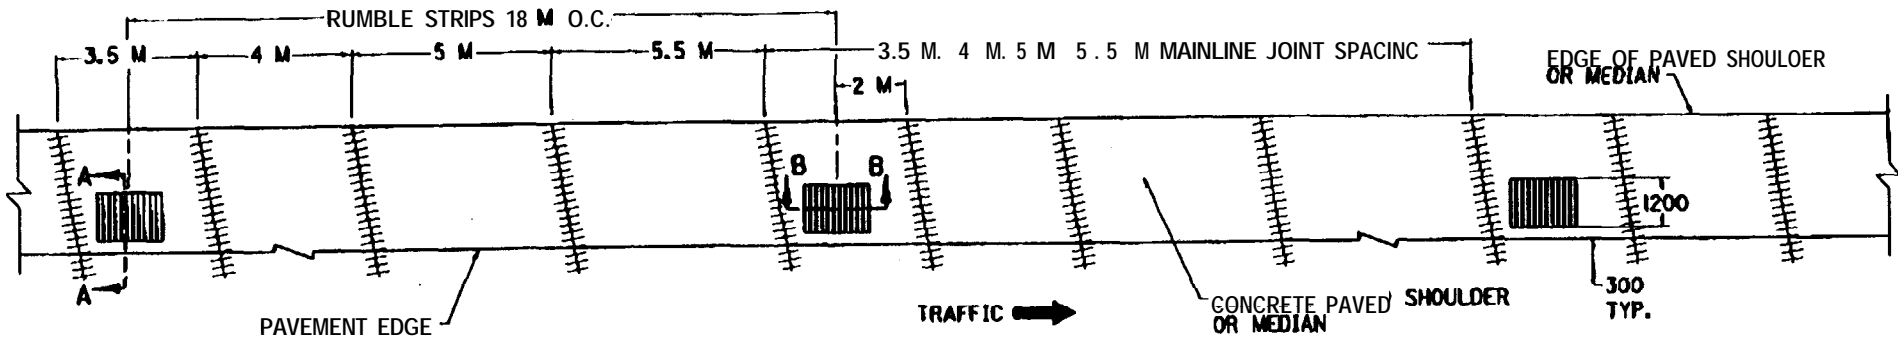 RUMBLE STRIPS 18 M O.C.
3.5 M
4 M
5 M
5.5 M
3.5 M. 4 M. 5 M 5.5 M MAINLINE JOINT SPACINC
EDGE OF PAVED SHOULOER
OR MEDIAN
2 M
A
B
B
1200
A
300
TYP.
PAVEMENT EDGE
TRAFFIC
CONCRETE PAVED SHOULDER
OR MEDIAN